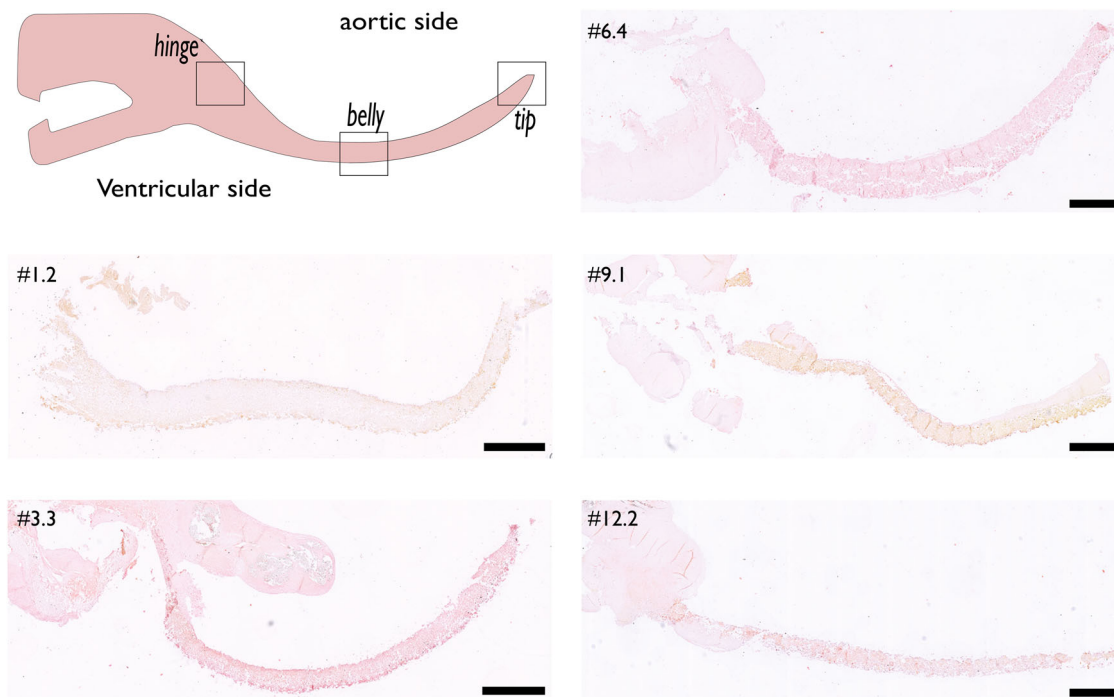 aortic side
hinge
belly
tip
Ventricular side
#6.4
#1.2
#9.1
#3.3
#12.2